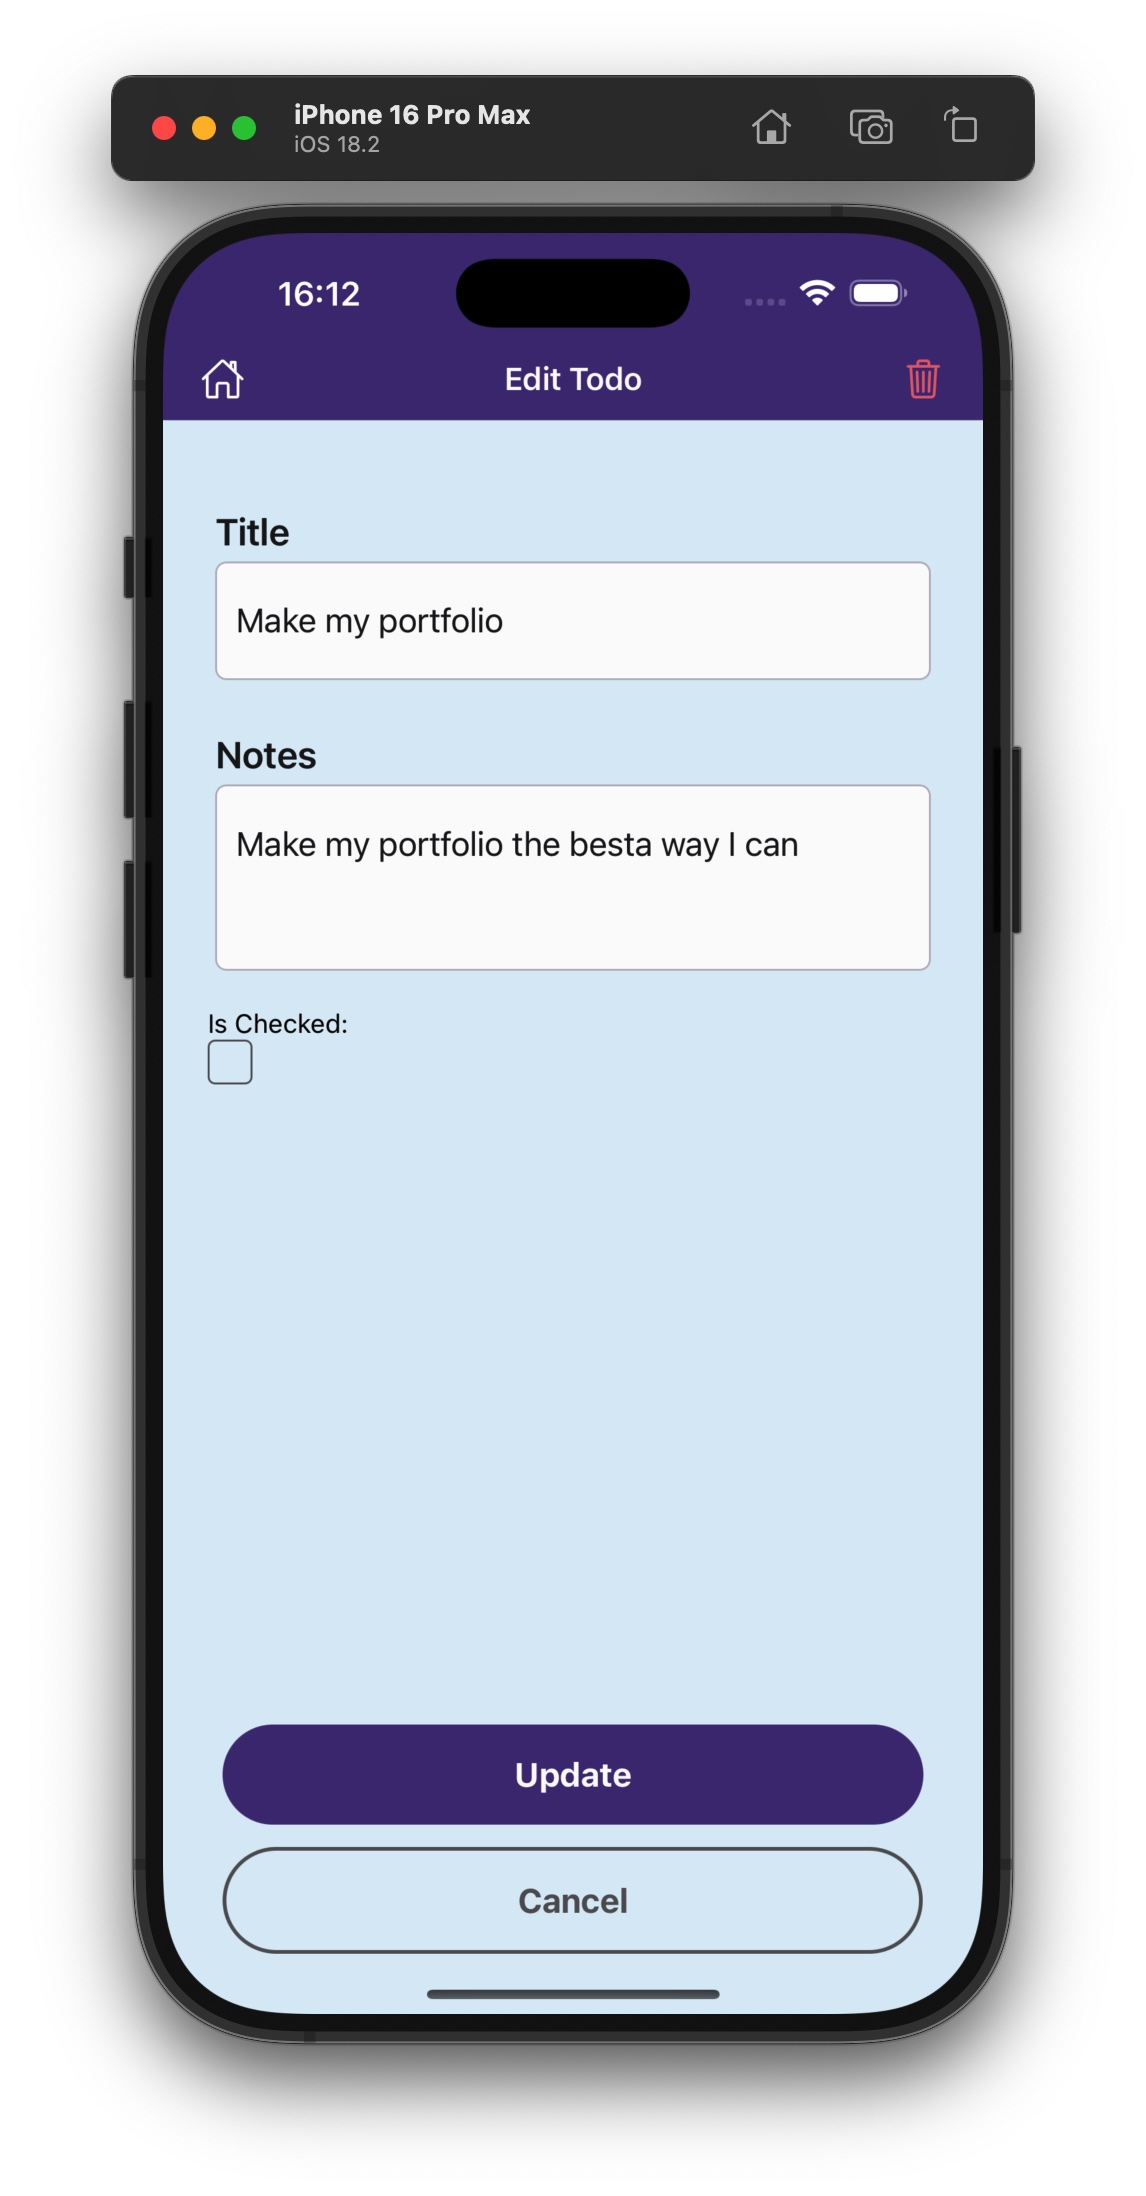 iPhone 16 Pro Max
iOS 18.2
16:12
Edit Todo
Title
Make my portfolio
Notes
Make my portfolio the besta way I can
Is Checked:
Update
Cancel